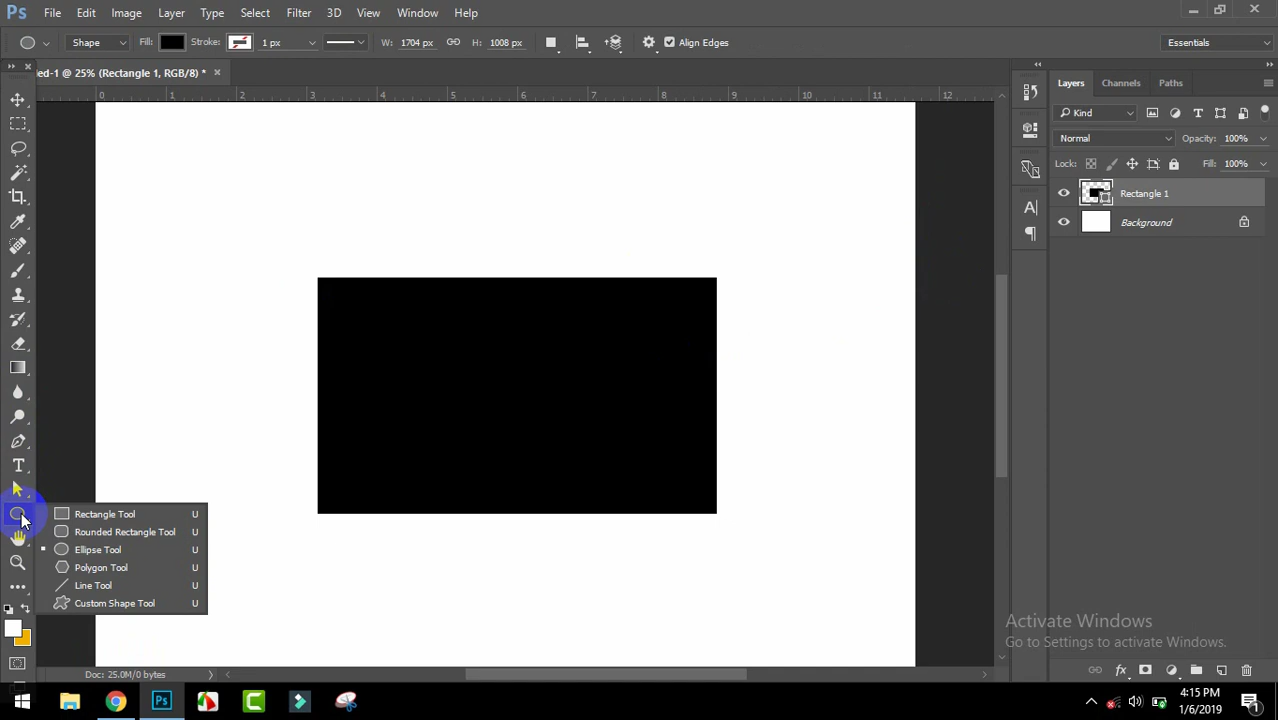 Ps File Edit Image Layer Type Select Filter 3D View Window Help
Shape Fill: Stroke: 1 px W: 1704 px H: 1008 px Align Edges Essentials
ed-1 @ 25% (Rectangle 1, RGB/8) * ×
0 1 2 3 4 5 6 7 8 9 10 11 12
Layers Channels Paths
Kind
Normal Opacity: 100%
Lock: Fill: 100%
Rectangle 1
Background
Rectangle Tool U
Rounded Rectangle Tool U
Ellipse Tool U
Polygon Tool U
Line Tool U
Custom Shape Tool U
Activate Windows
Go to Settings to activate Windows.
Doc: 25.0M/0 bytes
Ps
4:15 PM
1/6/2019